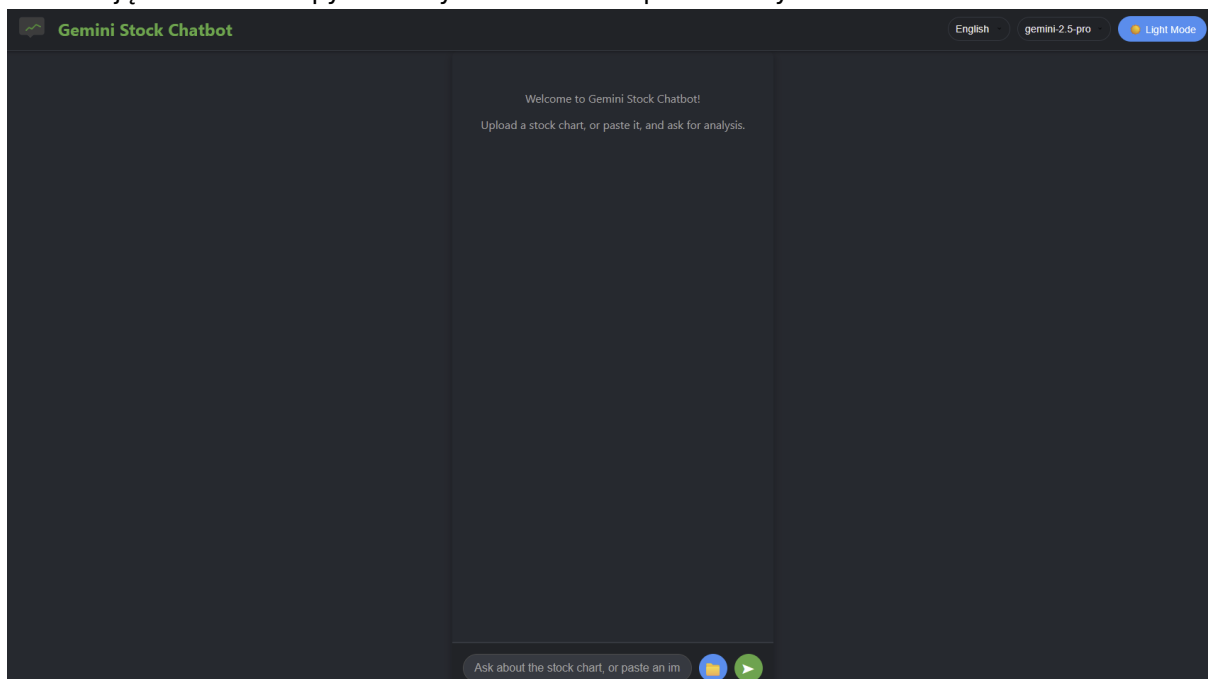 Gemini Stock Chatbot
English
gemini-2.5-pro
Light Mode
Welcome to Gemini Stock Chatbot!
Upload a stock chart, or paste it, and ask for analysis.
Ask about the stock chart, or paste an im